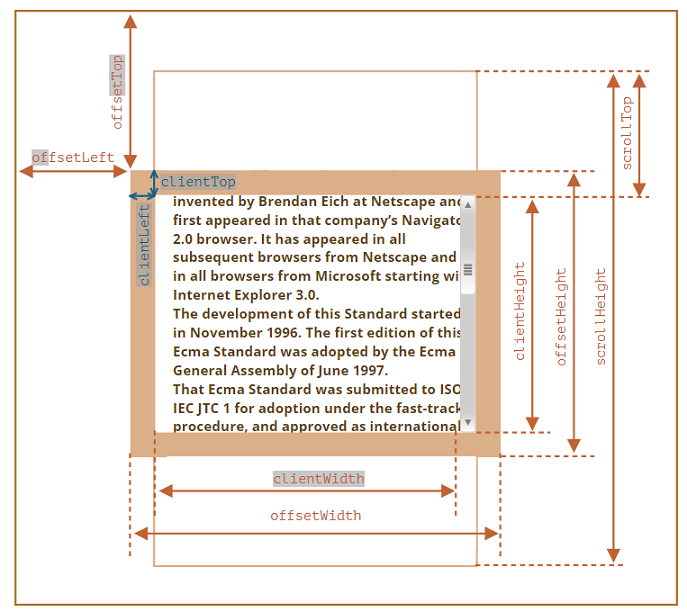 offsetTop
offsetLeft
clientTop
clientLeft
scrollTop
invented by Brendan Eich at Netscape and
first appeared in that company’s Navigato
2.0 browser. It has appeared in all
subsequent browsers from Netscape and
in all browsers from Microsoft starting wi
Internet Explorer 3.0.
The development of this Standard started
in November 1996. The first edition of this
Ecma Standard was adopted by the Ecma
General Assembly of June 1997.
That Ecma Standard was submitted to ISO
IEC JTC 1 for adoption under the fast-track
procedure, and approved as international
clientHeight
offsetHeight
scrollHeight
clientWidth
offsetWidth